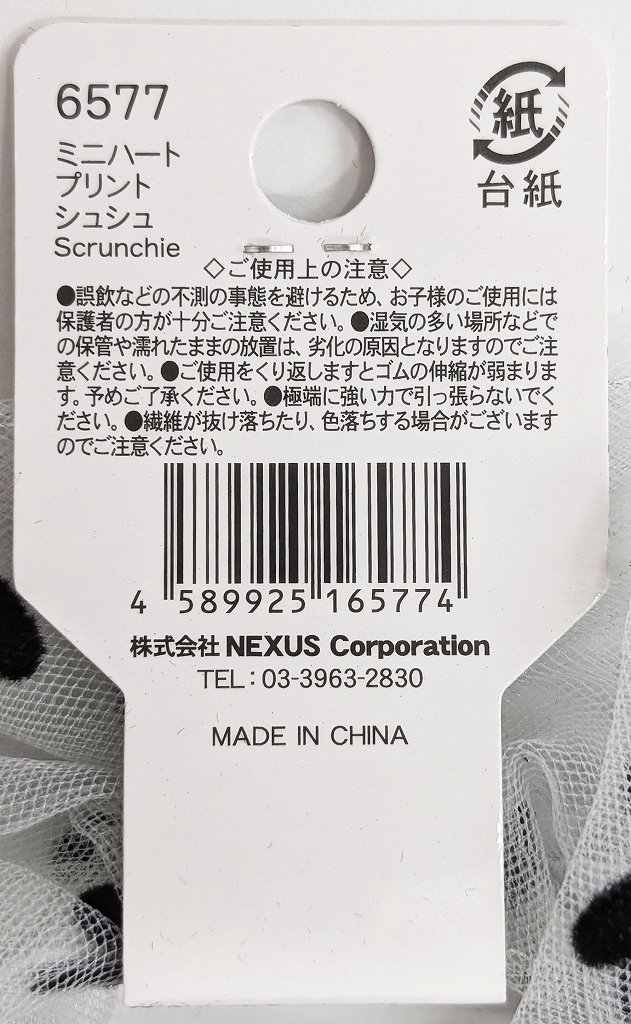 6577
ミニハート
プリント
シュシュ
Scrunchie
紙
台紙
◇ご使用上の注意◇
●誤飲などの不測の事態を避けるため、お子様のご使用には
保護者の方が十分ご注意ください。●湿気の多い場所などで
の保管や濡れたままの放置は、劣化の原因となりますのでご注
意ください。●ご使用をくり返しますとゴムの伸縮が弱まりま
す。予めご了承ください。●極端に強い力で引っ張らないでく
ださい。●繊維が抜け落ちたり、色落ちする場合がございます
のでご注意ください。
4 589925 165774
株式会社 NEXUS Corporation
TEL:03-3963-2830
MADE IN CHINA